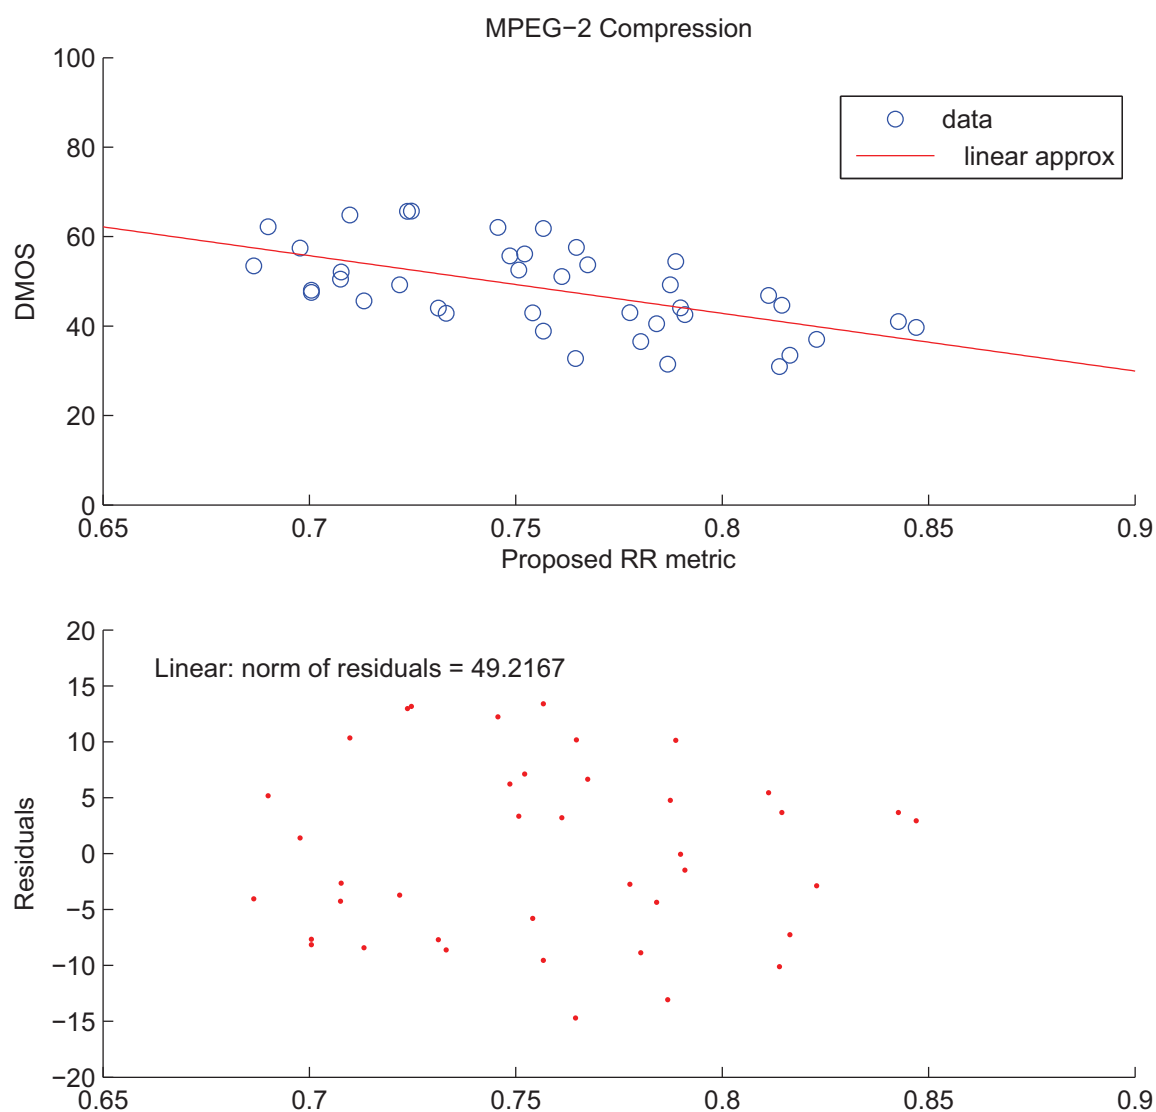 MPEG−2 Compression
100
80
60
40
20
0
DMOS
data
linear approx
0.65 0.7 0.75 0.8 0.85 0.9
Proposed RR metric
20
15
10
5
0
−5
−10
−15
−20
Residuals
Linear: norm of residuals = 49.2167
0.65 0.7 0.75 0.8 0.85 0.9